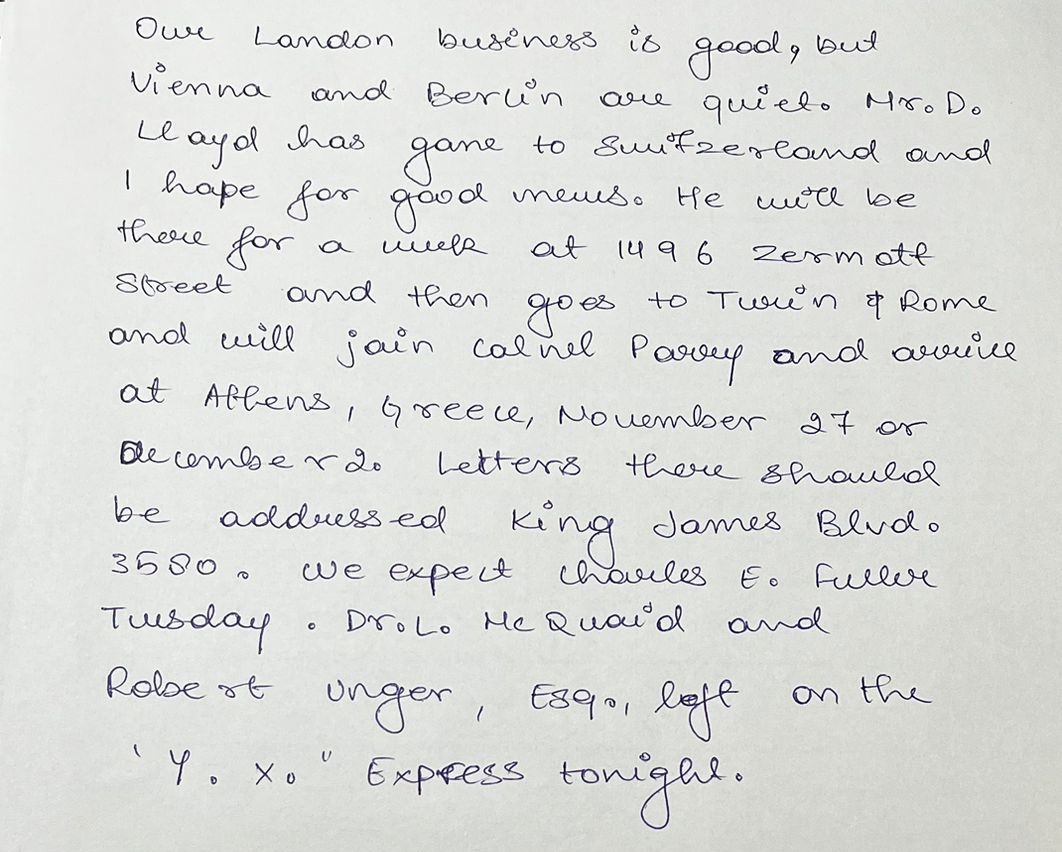 Our London business is good, but
Vienna and Berlin are quiet. Mr. D.
Lloyd has gone to Switzerland and
I hope for good news. He will be
there for a week at 1496 Zermott
Street and then goes to Turin & Rome
and will join Colnel Parry and arrive
at Athens, Greece, November 27 or
December 2. Letters there should
be addressed King James Blvd.
3580. We expect Charles E. Fuller
Tuesday. Dr. L. McQuaid and
Robert Unger, Esq., left on the
'Y. X." Express tonight.